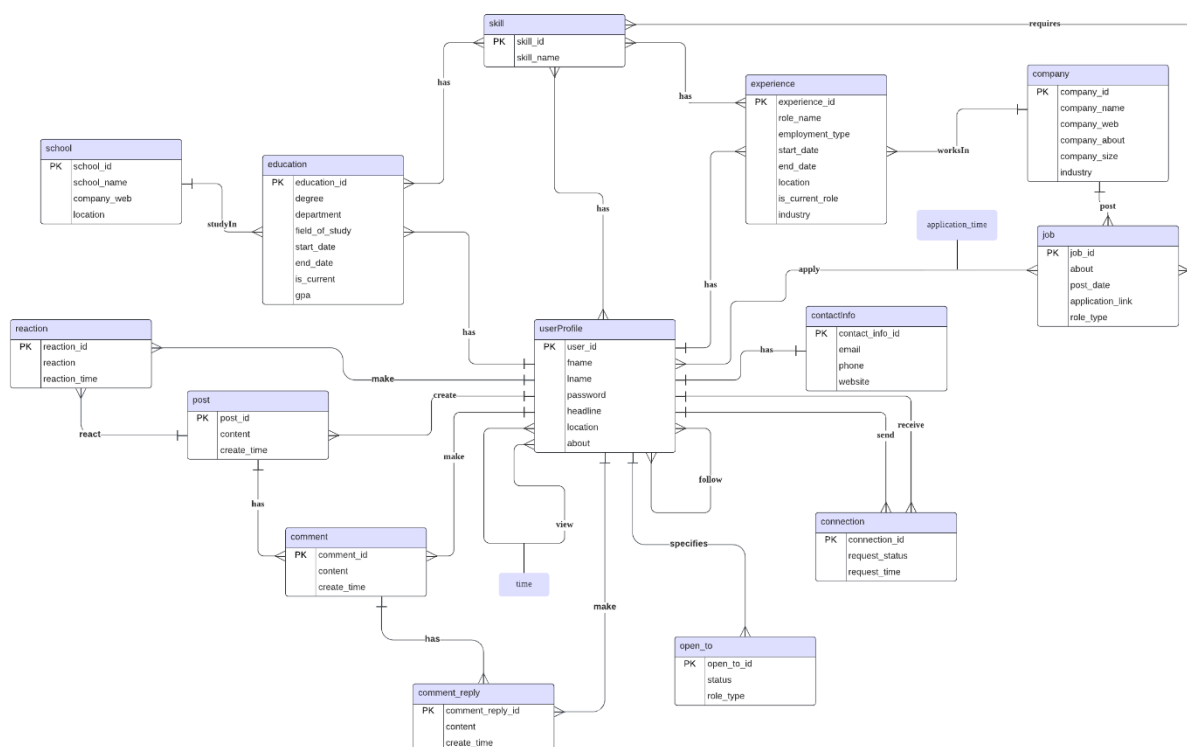 skill
PK skill_id
skill_name
requires
has
has
experience
PK experience_id
role_name
employment_type
start_date
end_date
location
is_current_role
industry
company
PK company_id
company_name
company_web
company_about
company_size
industry
worksIn
school
PK school_id
school_name
company_web
location
studyIn
education
PK education_id
degree
department
field_of_study
start_date
end_date
is_current
gpa
has
post
application_time
job
PK job_id
about
post_date
application_link
role_type
apply
has
has
reaction
PK reaction_id
reaction
reaction_time
make
userProfile
PK user_id
fname
lname
password
headline
location
about
contactInfo
PK contact_info_id
email
phone
website
has
post
PK post_id
content
create_time
react
create
make
receive
send
follow
view
has
time
comment
PK comment_id
content
create_time
connection
PK connection_id
request_status
request_time
specifies
make
has
open_to
PK open_to_id
status
role_type
comment_reply
PK comment_reply_id
content
create_time